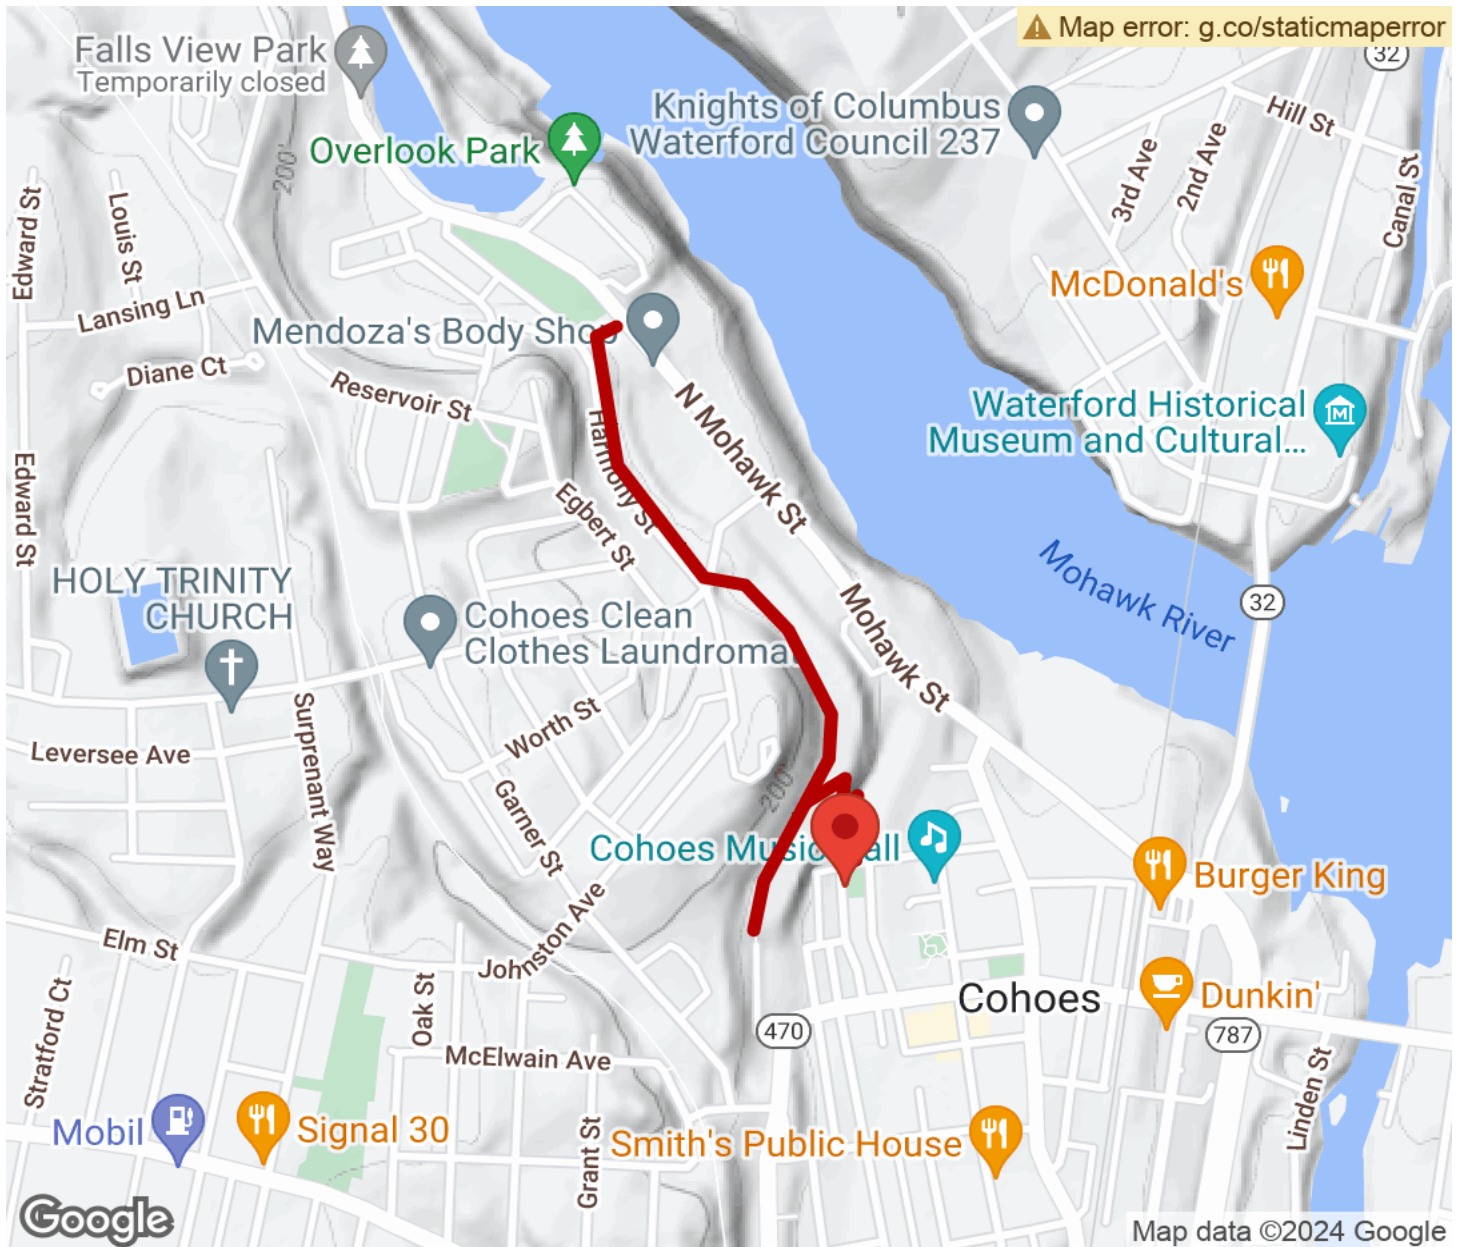 Map error: g.co/staticmaperror
Falls View Park
Temporarily closed
32
Knights of Columbus
Waterford Council 237
Hill St
Overlook Park
200'
3rd Ave
2nd Ave
Canal St
Edward St
Louis St
McDonald's
Lansing Ln
Mendoza's Body Shop
Diane Ct
Reservoir St
N Mohawk St
Waterford Historical
Museum and Cultural...
Harmony St
Edward St
Egbert St
HOLY TRINITY
CHURCH
Mohawk River
32
Cohoes Clean
Clothes Laundromat
Mohawk St
Surprenant Way
Worth St
Leversee Ave
200'
Garner St
Cohoes Music Hall
Burger King
Elm St
Johnston Ave
Oak St
Stratford Ct
Cohoes
Dunkin'
470
787
McElwain Ave
Linden St
Mobil
Signal 30
Grant St
Smith's Public House
Google
Map data ©2024 Google